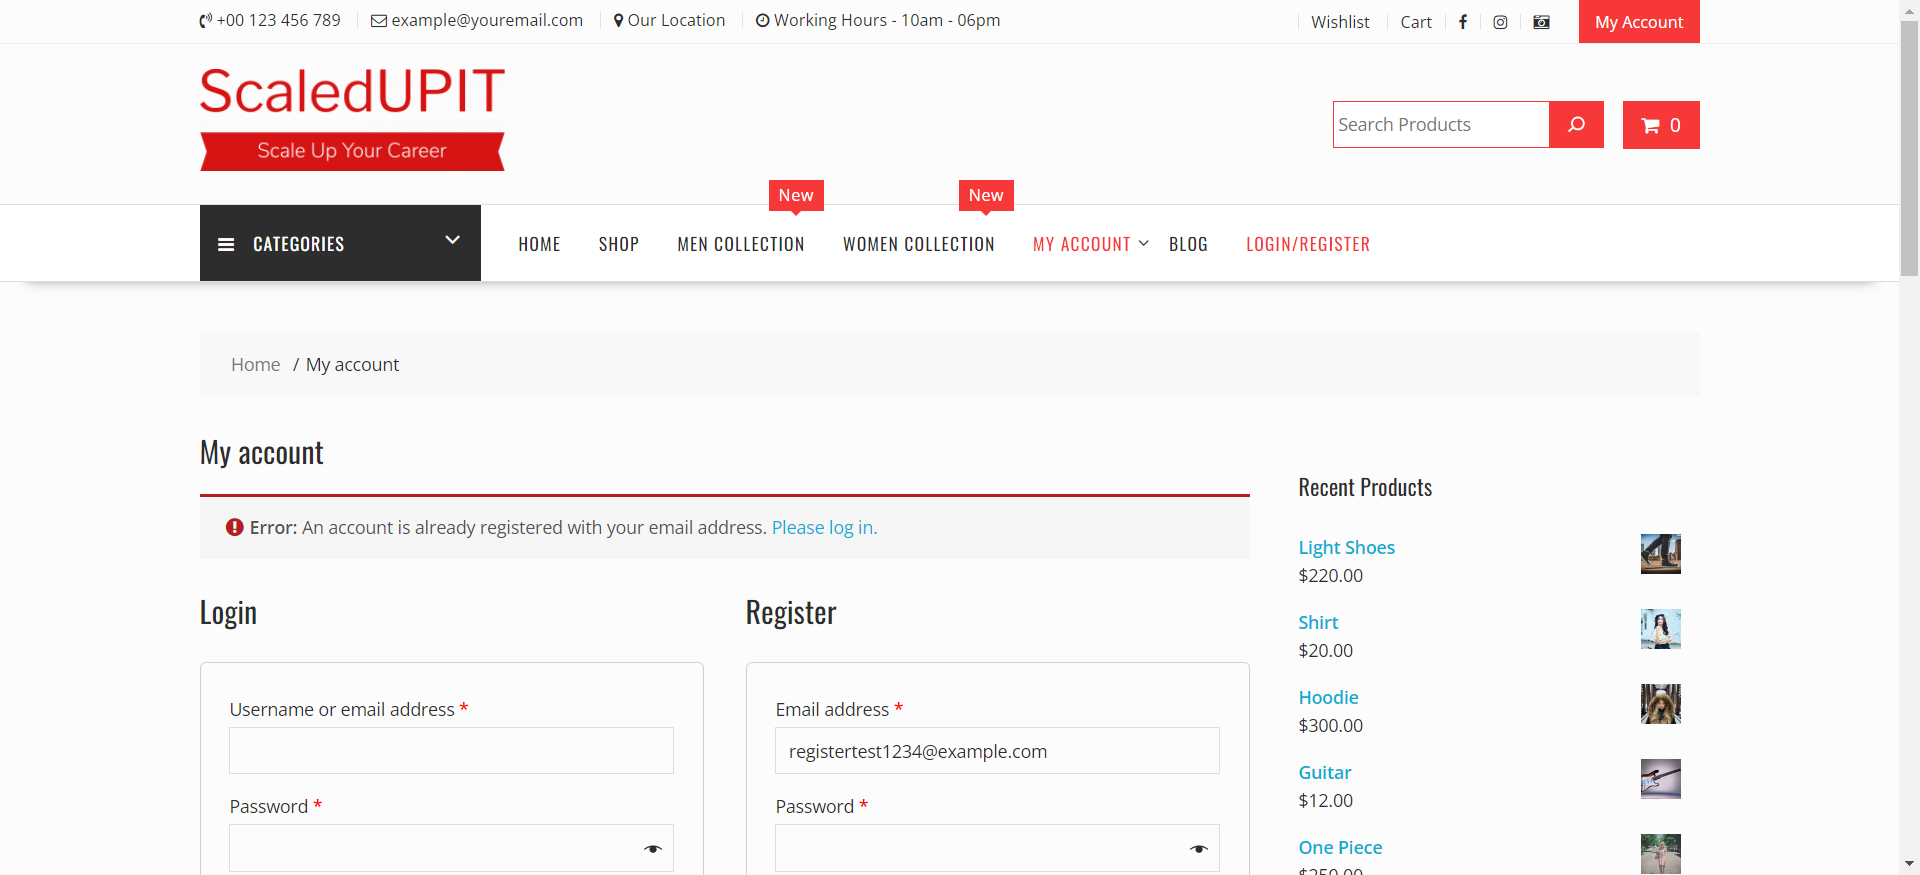 +00 123 456 789
example@youremail.com
Our Location
Working Hours - 10am - 06pm
Wishlist
Cart
My Account
ScaledUPIT
Scale Up Your Career
Search Products
0
New
New
CATEGORIES
HOME
SHOP
MEN COLLECTION
WOMEN COLLECTION
MY ACCOUNT
BLOG
LOGIN/REGISTER
Home / My account
My account
Error: An account is already registered with your email address. Please log in.
Login
Username or email address *
Password *
Register
Email address *
registertest1234@example.com
Password *
Recent Products
Light Shoes
$220.00
Shirt
$20.00
Hoodie
$300.00
Guitar
$12.00
One Piece